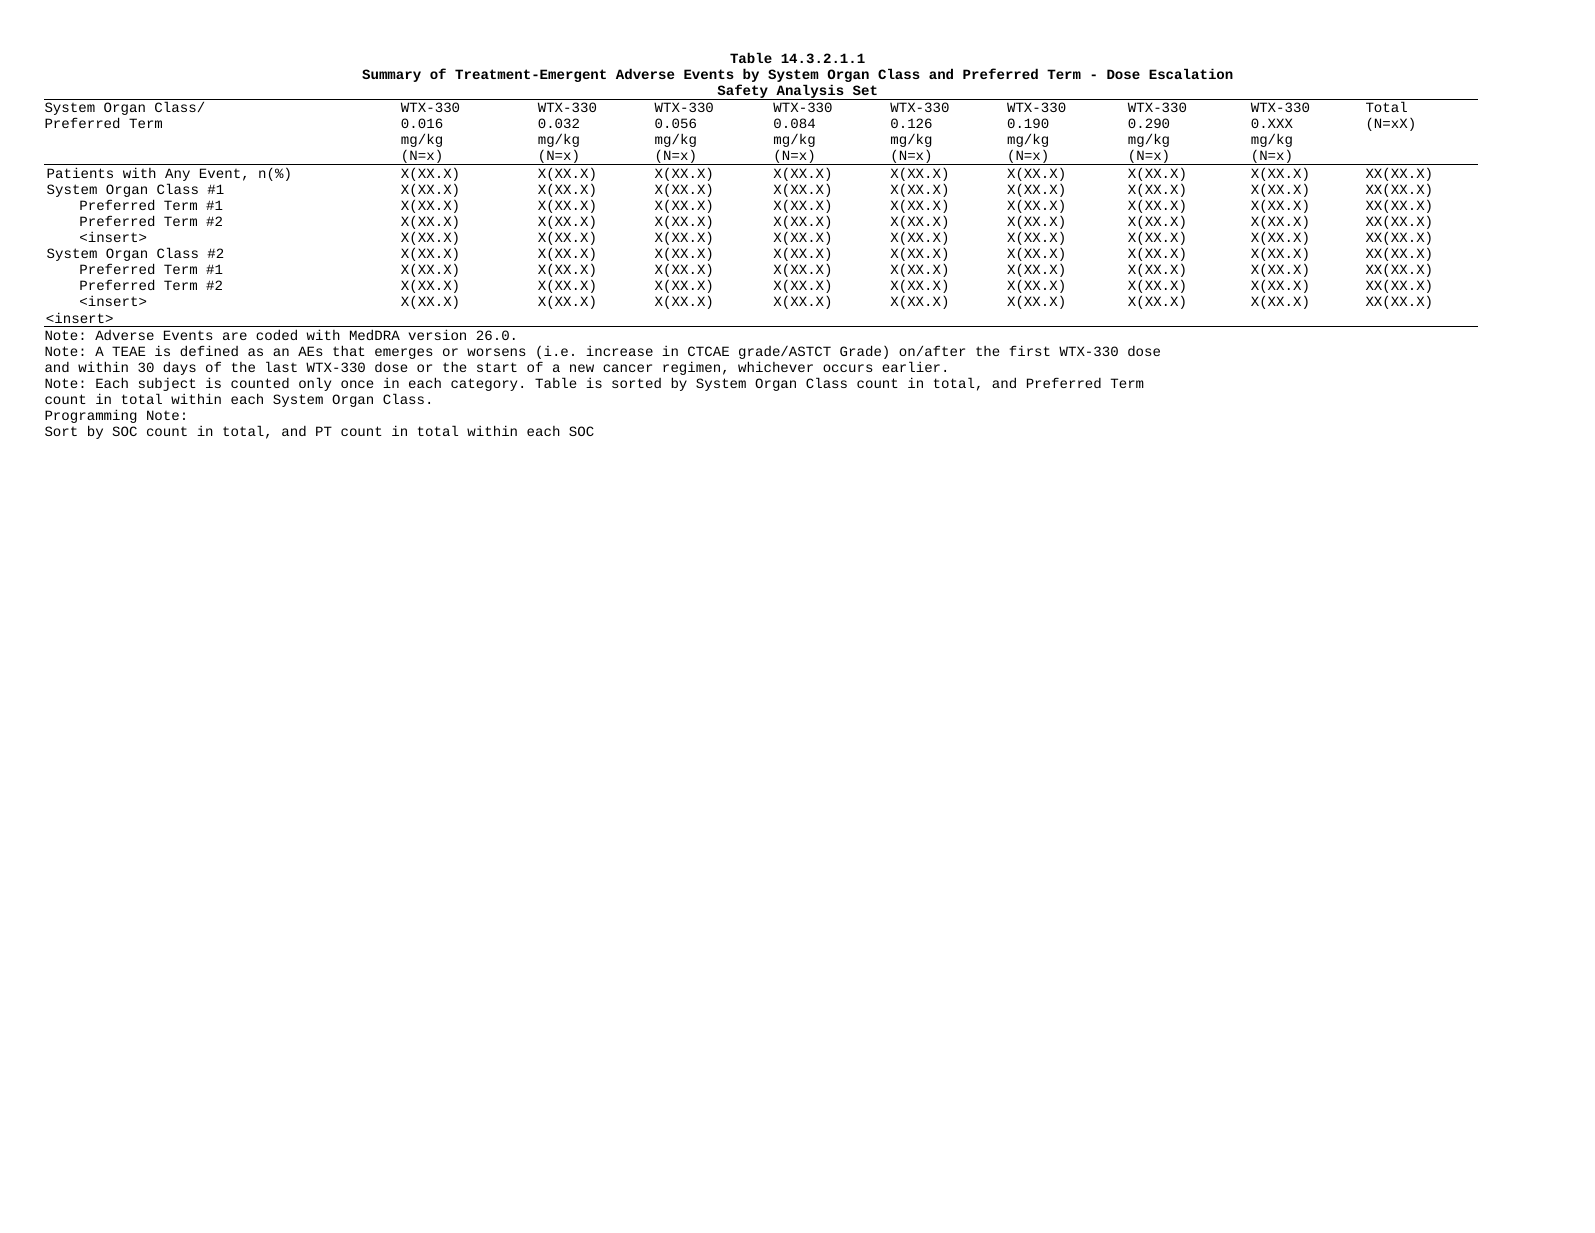 Table 14.3.2.1.1
Summary of Treatment-Emergent Adverse Events by System Organ Class and Preferred Term - Dose Escalation
Safety Analysis Set
System Organ Class/ WTX-330 WTX-330 WTX-330 WTX-330 WTX-330 WTX-330 WTX-330 WTX-330 Total
Preferred Term 0.016 0.032 0.056 0.084 0.126 0.190 0.290 0.XXX (N=xX)
mg/kg mg/kg mg/kg mg/kg mg/kg mg/kg mg/kg mg/kg
(N=x) (N=x) (N=x) (N=x) (N=x) (N=x) (N=x) (N=x)
Patients with Any Event, n(%) X(XX.X) X(XX.X) X(XX.X) X(XX.X) X(XX.X) X(XX.X) X(XX.X) X(XX.X) XX(XX.X)
System Organ Class #1 X(XX.X) X(XX.X) X(XX.X) X(XX.X) X(XX.X) X(XX.X) X(XX.X) X(XX.X) XX(XX.X)
Preferred Term #1 X(XX.X) X(XX.X) X(XX.X) X(XX.X) X(XX.X) X(XX.X) X(XX.X) X(XX.X) XX(XX.X)
Preferred Term #2 X(XX.X) X(XX.X) X(XX.X) X(XX.X) X(XX.X) X(XX.X) X(XX.X) X(XX.X) XX(XX.X)
<insert> X(XX.X) X(XX.X) X(XX.X) X(XX.X) X(XX.X) X(XX.X) X(XX.X) X(XX.X) XX(XX.X)
System Organ Class #2 X(XX.X) X(XX.X) X(XX.X) X(XX.X) X(XX.X) X(XX.X) X(XX.X) X(XX.X) XX(XX.X)
Preferred Term #1 X(XX.X) X(XX.X) X(XX.X) X(XX.X) X(XX.X) X(XX.X) X(XX.X) X(XX.X) XX(XX.X)
Preferred Term #2 X(XX.X) X(XX.X) X(XX.X) X(XX.X) X(XX.X) X(XX.X) X(XX.X) X(XX.X) XX(XX.X)
<insert> X(XX.X) X(XX.X) X(XX.X) X(XX.X) X(XX.X) X(XX.X) X(XX.X) X(XX.X) XX(XX.X)
<insert>
Note: Adverse Events are coded with MedDRA version 26.0.
Note: A TEAE is defined as an AEs that emerges or worsens (i.e. increase in CTCAE grade/ASTCT Grade) on/after the first WTX-330 dose
and within 30 days of the last WTX-330 dose or the start of a new cancer regimen, whichever occurs earlier.
Note: Each subject is counted only once in each category. Table is sorted by System Organ Class count in total, and Preferred Term
count in total within each System Organ Class.
Programming Note:
Sort by SOC count in total, and PT count in total within each SOC